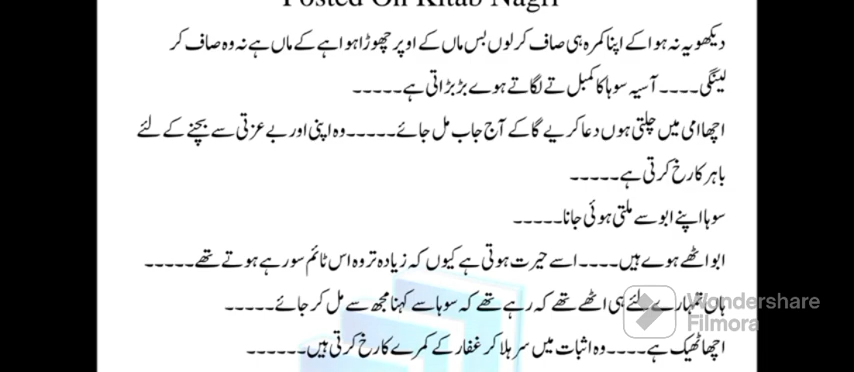 Posted On Kitab Nagri
دیکھو یہ نہ ہوا کے اپنا کمرہ ہی صاف کر لوں بس ماں کے اوپر چھوڑا ہوا ہے کے ماں ہے نہ وہ صاف کر
لینگی۔۔۔۔ آسیہ سوہا کا کمبل تے لگاتے ہوے بڑبڑاتی ہے۔۔۔۔۔
اچھا امی میں چلتی ہوں دعا کریے گا کے آج جاب مل جائے۔۔۔۔۔وہ اپنی اور بے عزتی سے بچنے کے لئے
باہر کا رخ کرتی ہے۔۔۔۔۔
سوہا اپنے ابو سے ملتی ہوئی جانا۔۔۔۔۔
ابو اٹھے ہوے ہیں۔۔۔۔اسے حیرت ہوتی ہے کیوں کہ زیادہ تر وہ اس ٹائم سو رہے ہوتے تھے۔۔۔۔۔
ہاں تمہارے لئے ہی اٹھے تھے کہ رہے تھے کہ سوہا سے کہنا مجھ سے مل کر جائے۔۔۔۔۔
Wondershare
Filmora
اچھا ٹھیک ہے۔۔۔۔وہ اثبات میں سر ہلا کر غفار کے کمرے کا رخ کرتی ہیں۔۔۔۔۔۔